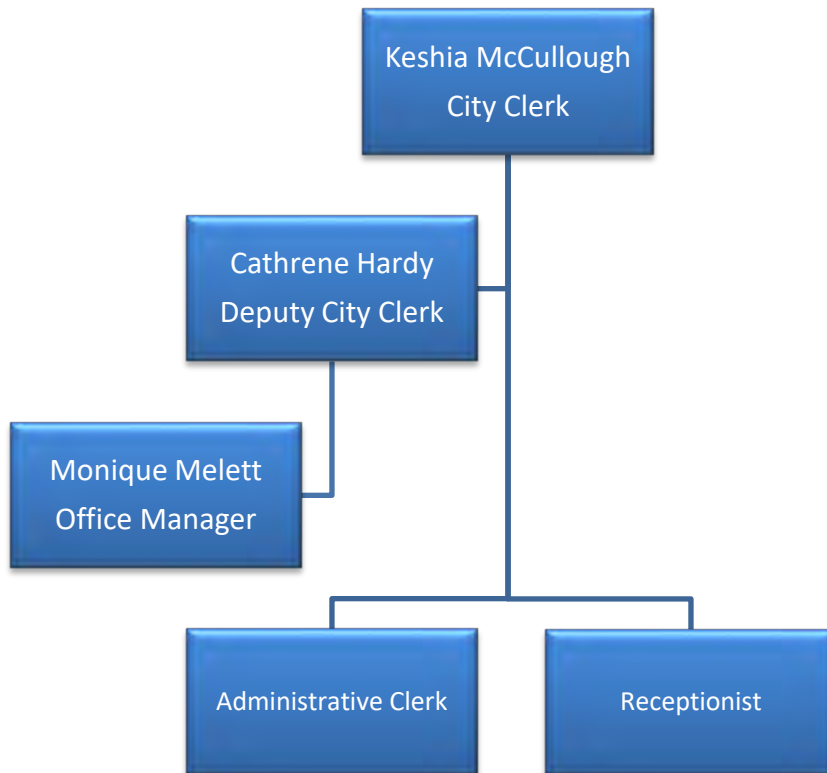 Keshia McCullough
City Clerk
Cathrene Hardy
Deputy City Clerk
Monique Melett
Office Manager
Administrative Clerk
Receptionist